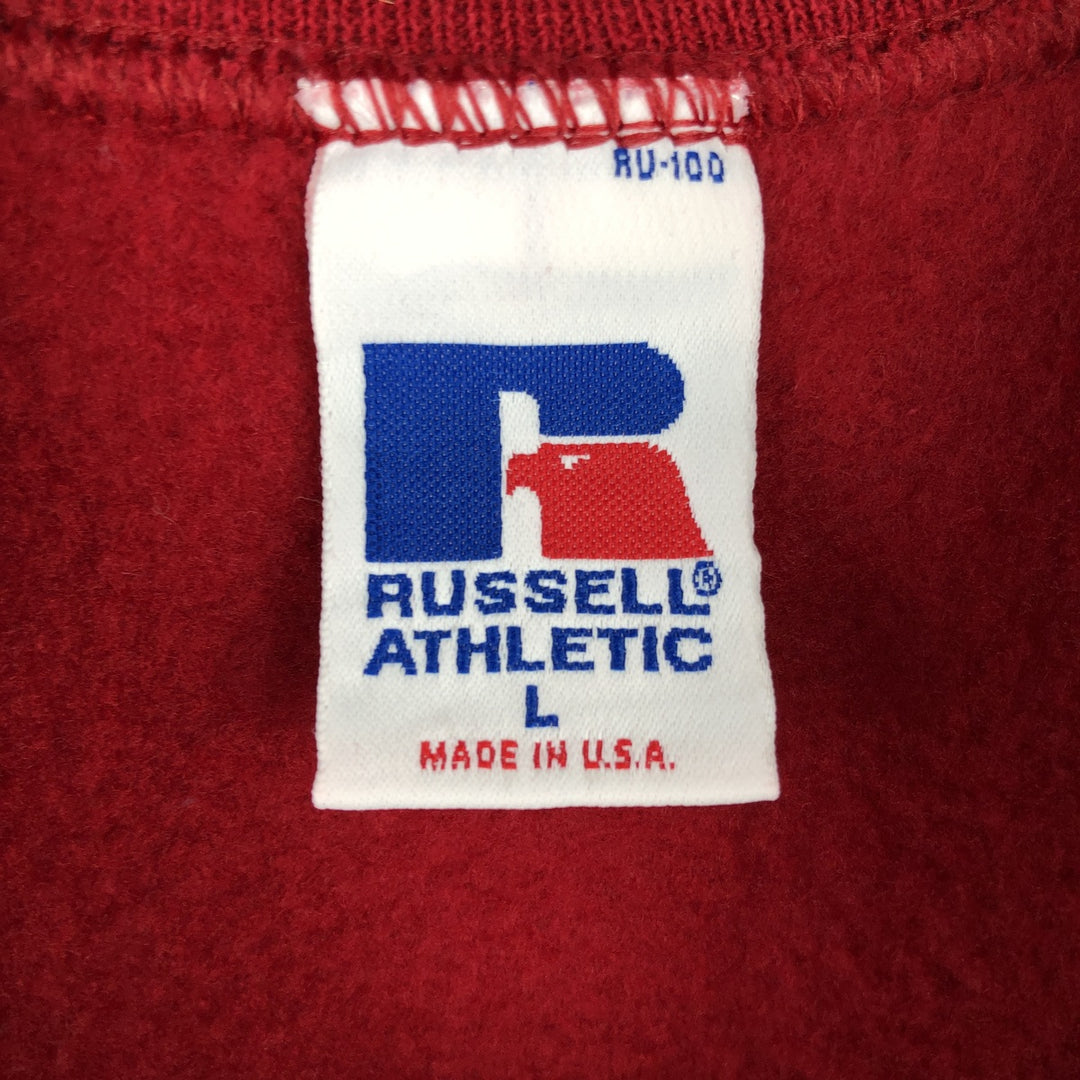 RU-100
RUSSELL®
ATHLETIC
L
MADE IN U.S.A.